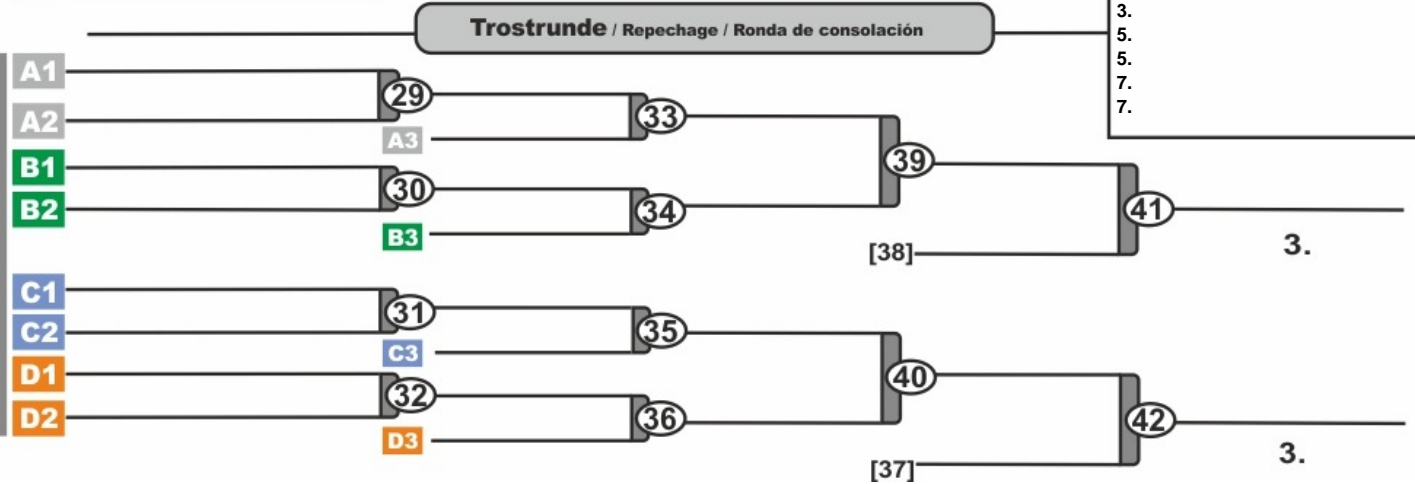 3.
Trostrunde / Repechage / Ronda de consolación
5.
5.
7.
7.
A1
29
33
A2
A3
39
B1
30
B2
34
41
B3
[38]
3.
C1
31
C2
35
C3
D1
40
32
D2
36
42
D3
3.
[37]